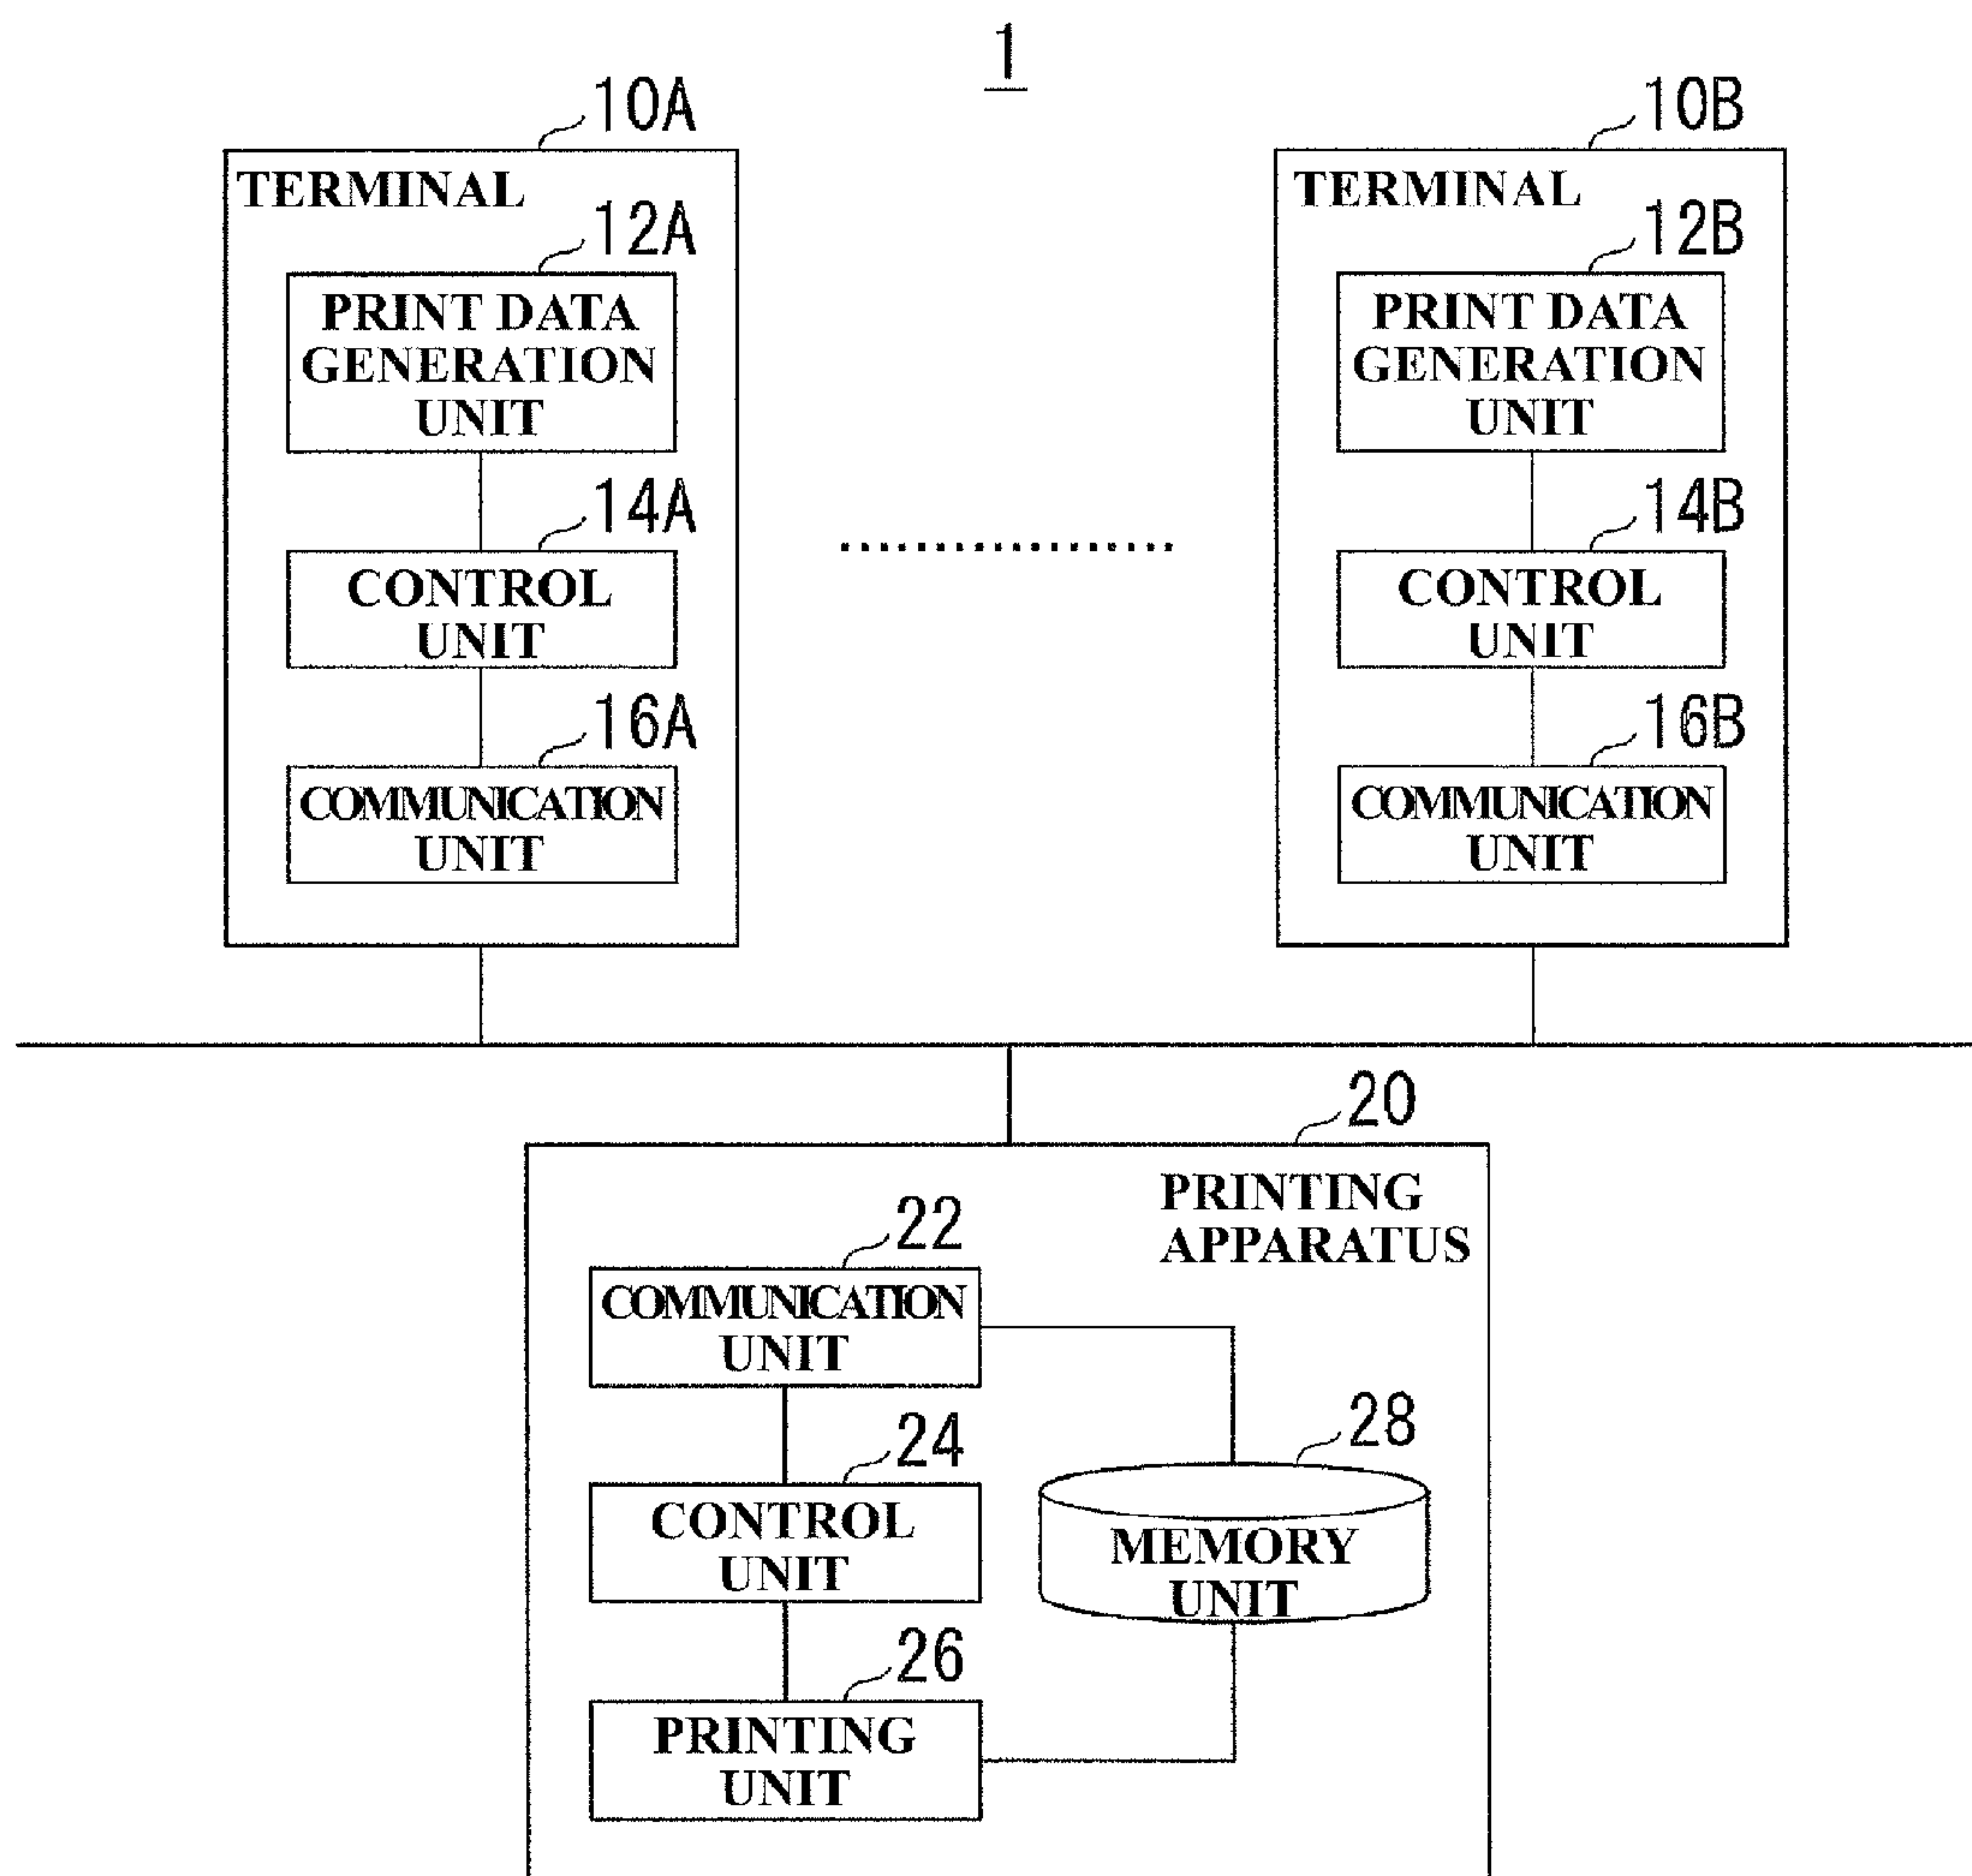 1
10A
TERMINAL
12A
PRINT DATA
GENERATION
UNIT
14A
CONTROL
UNIT
16A
COMMUNICATION
UNIT
10B
TERMINAL
12B
PRINT DATA
GENERATION
UNIT
14B
CONTROL
UNIT
16B
COMMUNICATION
UNIT
20
PRINTING
APPARATUS
22
COMMUNICATION
UNIT
24
CONTROL
UNIT
26
PRINTING
UNIT
28
MEMORY
UNIT